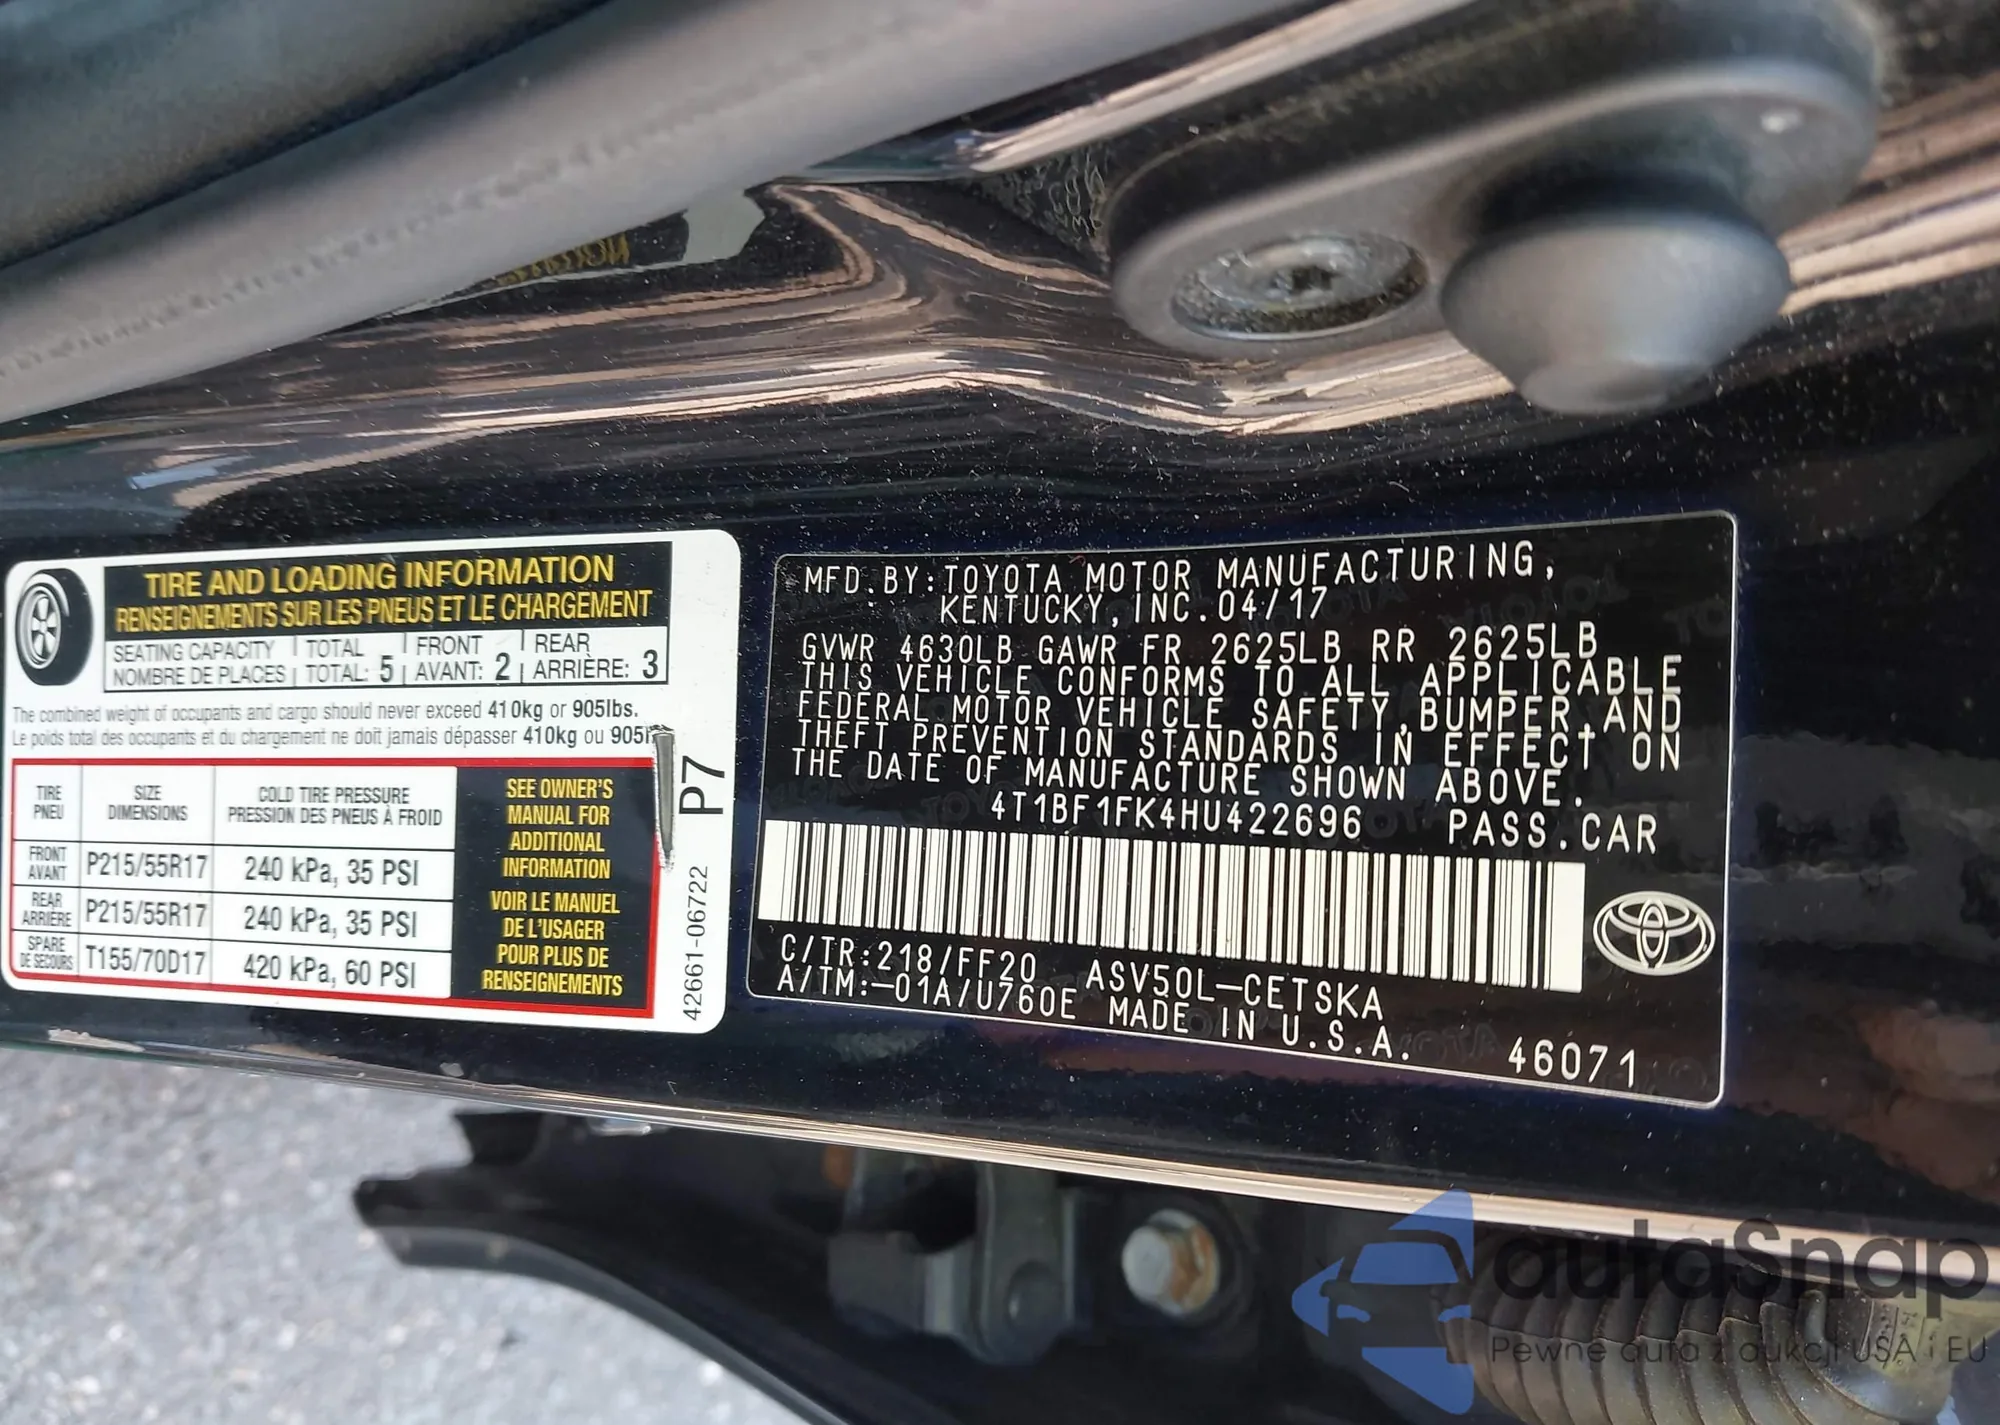 TIRE AND LOADING INFORMATION
RENSEIGNEMENTS SUR LES PNEUS ET LE CHARGEMENT
SEATING CAPACITY | TOTAL | FRONT | REAR
NOMBRE DE PLACES | TOTAL: 5 | AVANT: 2 | ARRIÈRE: 3
The combined weight of occupants and cargo should never exceed 410kg or 905lbs.
Le poids total des occupants et du chargement ne doit jamais dépasser 410kg ou 905
TIRE SIZE COLD TIRE PRESSURE
PNEU DIMENSIONS PRESSION DES PNEUS À FROID
FRONT
AVANT P215/55R17 240 kPa, 35 PSI
REAR
ARRIÈRE P215/55R17 240 kPa, 35 PSI
SPARE
DE SECOURS T155/70D17 420 kPa, 60 PSI
SEE OWNER'S
MANUAL FOR
ADDITIONAL
INFORMATION
VOIR LE MANUEL
DE L'USAGER
POUR PLUS DE
RENSEIGNEMENTS
P7
42661-06722
MFD.BY:TOYOTA MOTOR MANUFACTURING,
KENTUCKY,INC.04/17
GVWR 4630LB GAWR FR 2625LB RR 2625LB
THIS VEHICLE CONFORMS TO ALL APPLICABLE
FEDERAL MOTOR VEHICLE SAFETY,BUMPER,AND
THEFT PREVENTION STANDARDS IN EFFECT ON
THE DATE OF MANUFACTURE SHOWN ABOVE.
4T1BF1FK4HU422696 PASS.CAR
C/TR:218/FF20 ASV50L-CETSKA
A/TM:-01A/U760E MADE IN U.S.A.
46071
autaSnap
Pewne auta z aukcji USA i EU